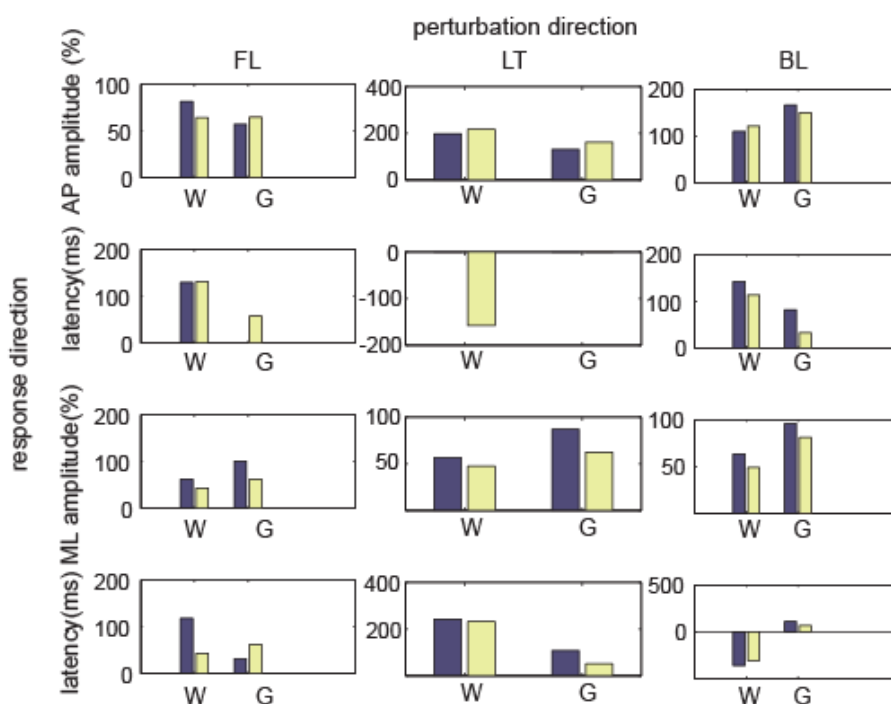 perturbation direction
FL LT BL
response direction
AP amplitude (%)
100
50
0
W G
400
200
0
W G
200
100
0
W G
latency(ms)
200
100
0
W G
0
-100
-200
W G
200
100
0
W G
ML amplitude(%)
200
100
0
W G
100
50
W G
100
50
W G
latency(ms)
200
100
0
W G
400
200
W G
500
0
W G